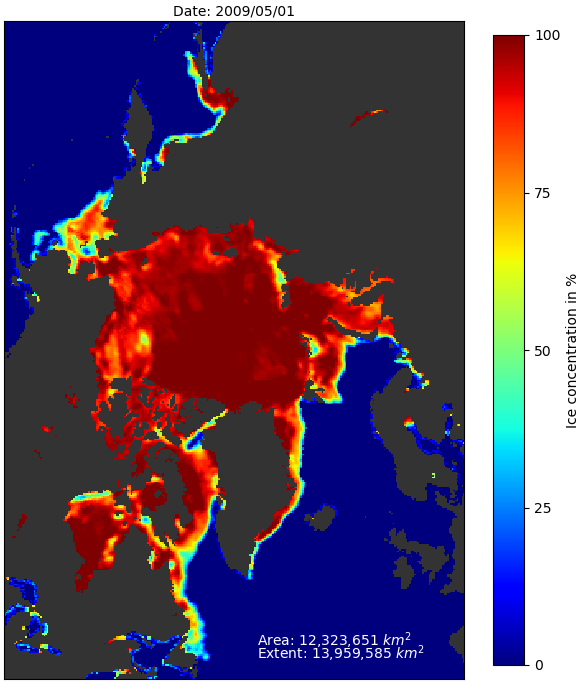 Date: 2009/05/01
100
75
50
25
0
Ice concentration in %
Area: 12,323,651 km²
Extent: 13,959,585 km²